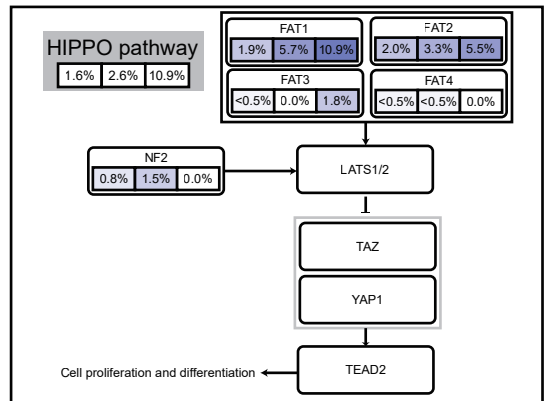 HIPPO pathway
1.6% 2.6% 10.9%
FAT1
1.9% 5.7% 10.9%
FAT2
2.0% 3.3% 5.5%
FAT3
<0.5% 0.0% 1.8%
FAT4
<0.5% <0.5% 0.0%
NF2
0.8% 1.5% 0.0%
LATS1/2
TAZ
YAP1
TEAD2
Cell proliferation and differentiation